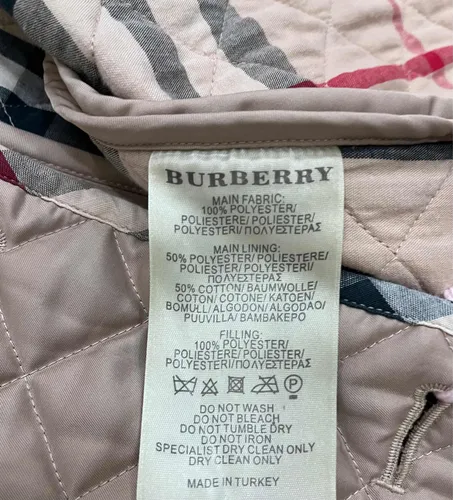 BURBERRY
MAIN FABRIC:
100% POLYESTER/
POLIESTERE/POLIESTER/
POLYESTERI/ΠΟΛΥΕΣΤΕΡΑΣ
MAIN LINING:
50% POLYESTER/POLIESTERE/
POLIESTER/POLYESTERI/
ΠΟΛΥΕΣΤΕΡΑΣ
50% COTTON/BAUMWOLLE/
COTON/COTONE/KATOEN/
BOMULL/ALGODON/ALGODAO/
PUUVILLA/ΒΑΜΒΑΚΕΡΟ
FILLING:
100% POLYESTER/
POLIESTERE/POLIESTER/
POLYESTERI/ΠΟΛΥΕΣΤΕΡΑΣ
P
DO NOT WASH
DO NOT BLEACH
DO NOT TUMBLE DRY
DO NOT IRON
SPECIALIST DRY CLEAN ONLY
DRY CLEAN ONLY
MADE IN TURKEY